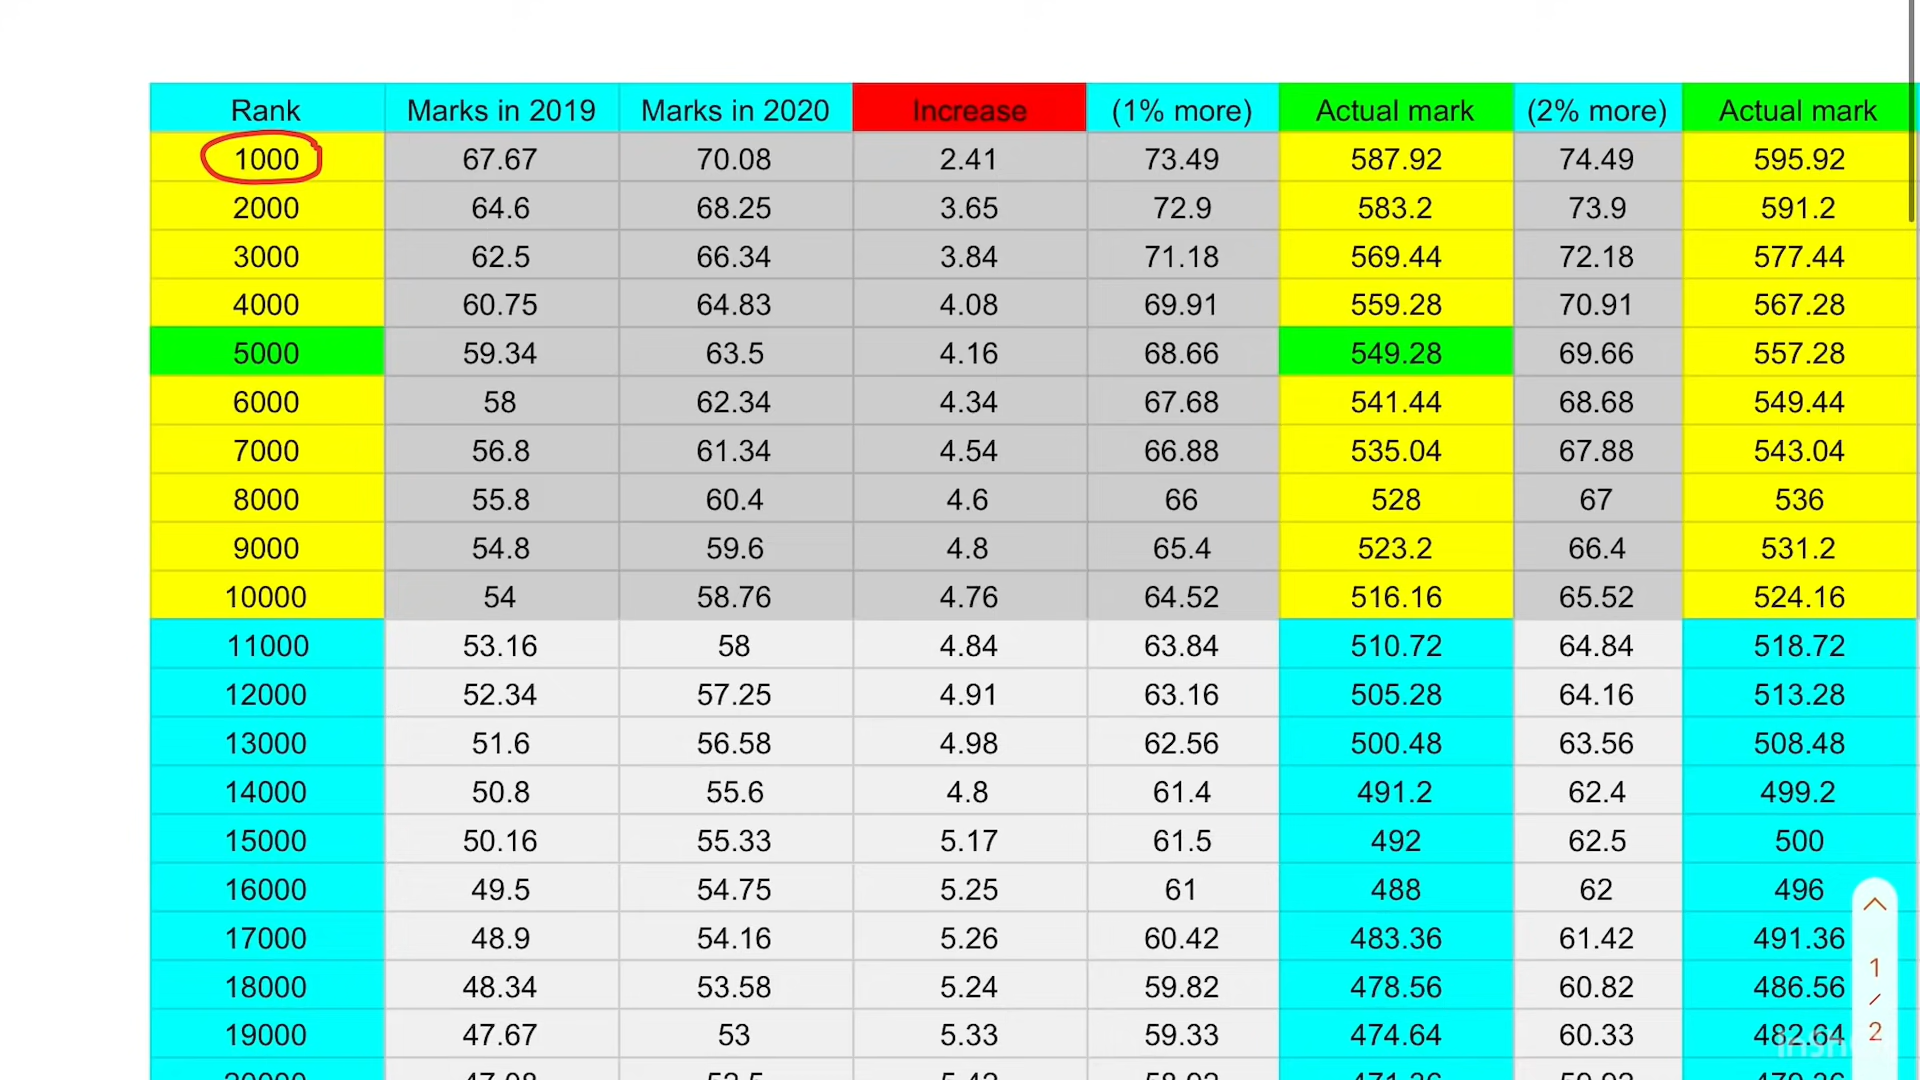 Rank Marks in 2019 Marks in 2020 Increase (1% more) Actual mark (2% more) Actual mark
1000 67.67 70.08 2.41 73.49 587.92 74.49 595.92
2000 64.6 68.25 3.65 72.9 583.2 73.9 591.2
3000 62.5 66.34 3.84 71.18 569.44 72.18 577.44
4000 60.75 64.83 4.08 69.91 559.28 70.91 567.28
5000 59.34 63.5 4.16 68.66 549.28 69.66 557.28
6000 58 62.34 4.34 67.68 541.44 68.68 549.44
7000 56.8 61.34 4.54 66.88 535.04 67.88 543.04
8000 55.8 60.4 4.6 66 528 67 536
9000 54.8 59.6 4.8 65.4 523.2 66.4 531.2
10000 54 58.76 4.76 64.52 516.16 65.52 524.16
11000 53.16 58 4.84 63.84 510.72 64.84 518.72
12000 52.34 57.25 4.91 63.16 505.28 64.16 513.28
13000 51.6 56.58 4.98 62.56 500.48 63.56 508.48
14000 50.8 55.6 4.8 61.4 491.2 62.4 499.2
15000 50.16 55.33 5.17 61.5 492 62.5 500
16000 49.5 54.75 5.25 61 488 62 496
17000 48.9 54.16 5.26 60.42 483.36 61.42 491.36
18000 48.34 53.58 5.24 59.82 478.56 60.82 486.56
19000 47.67 53 5.33 59.33 474.64 60.33 482.64
1
/
2